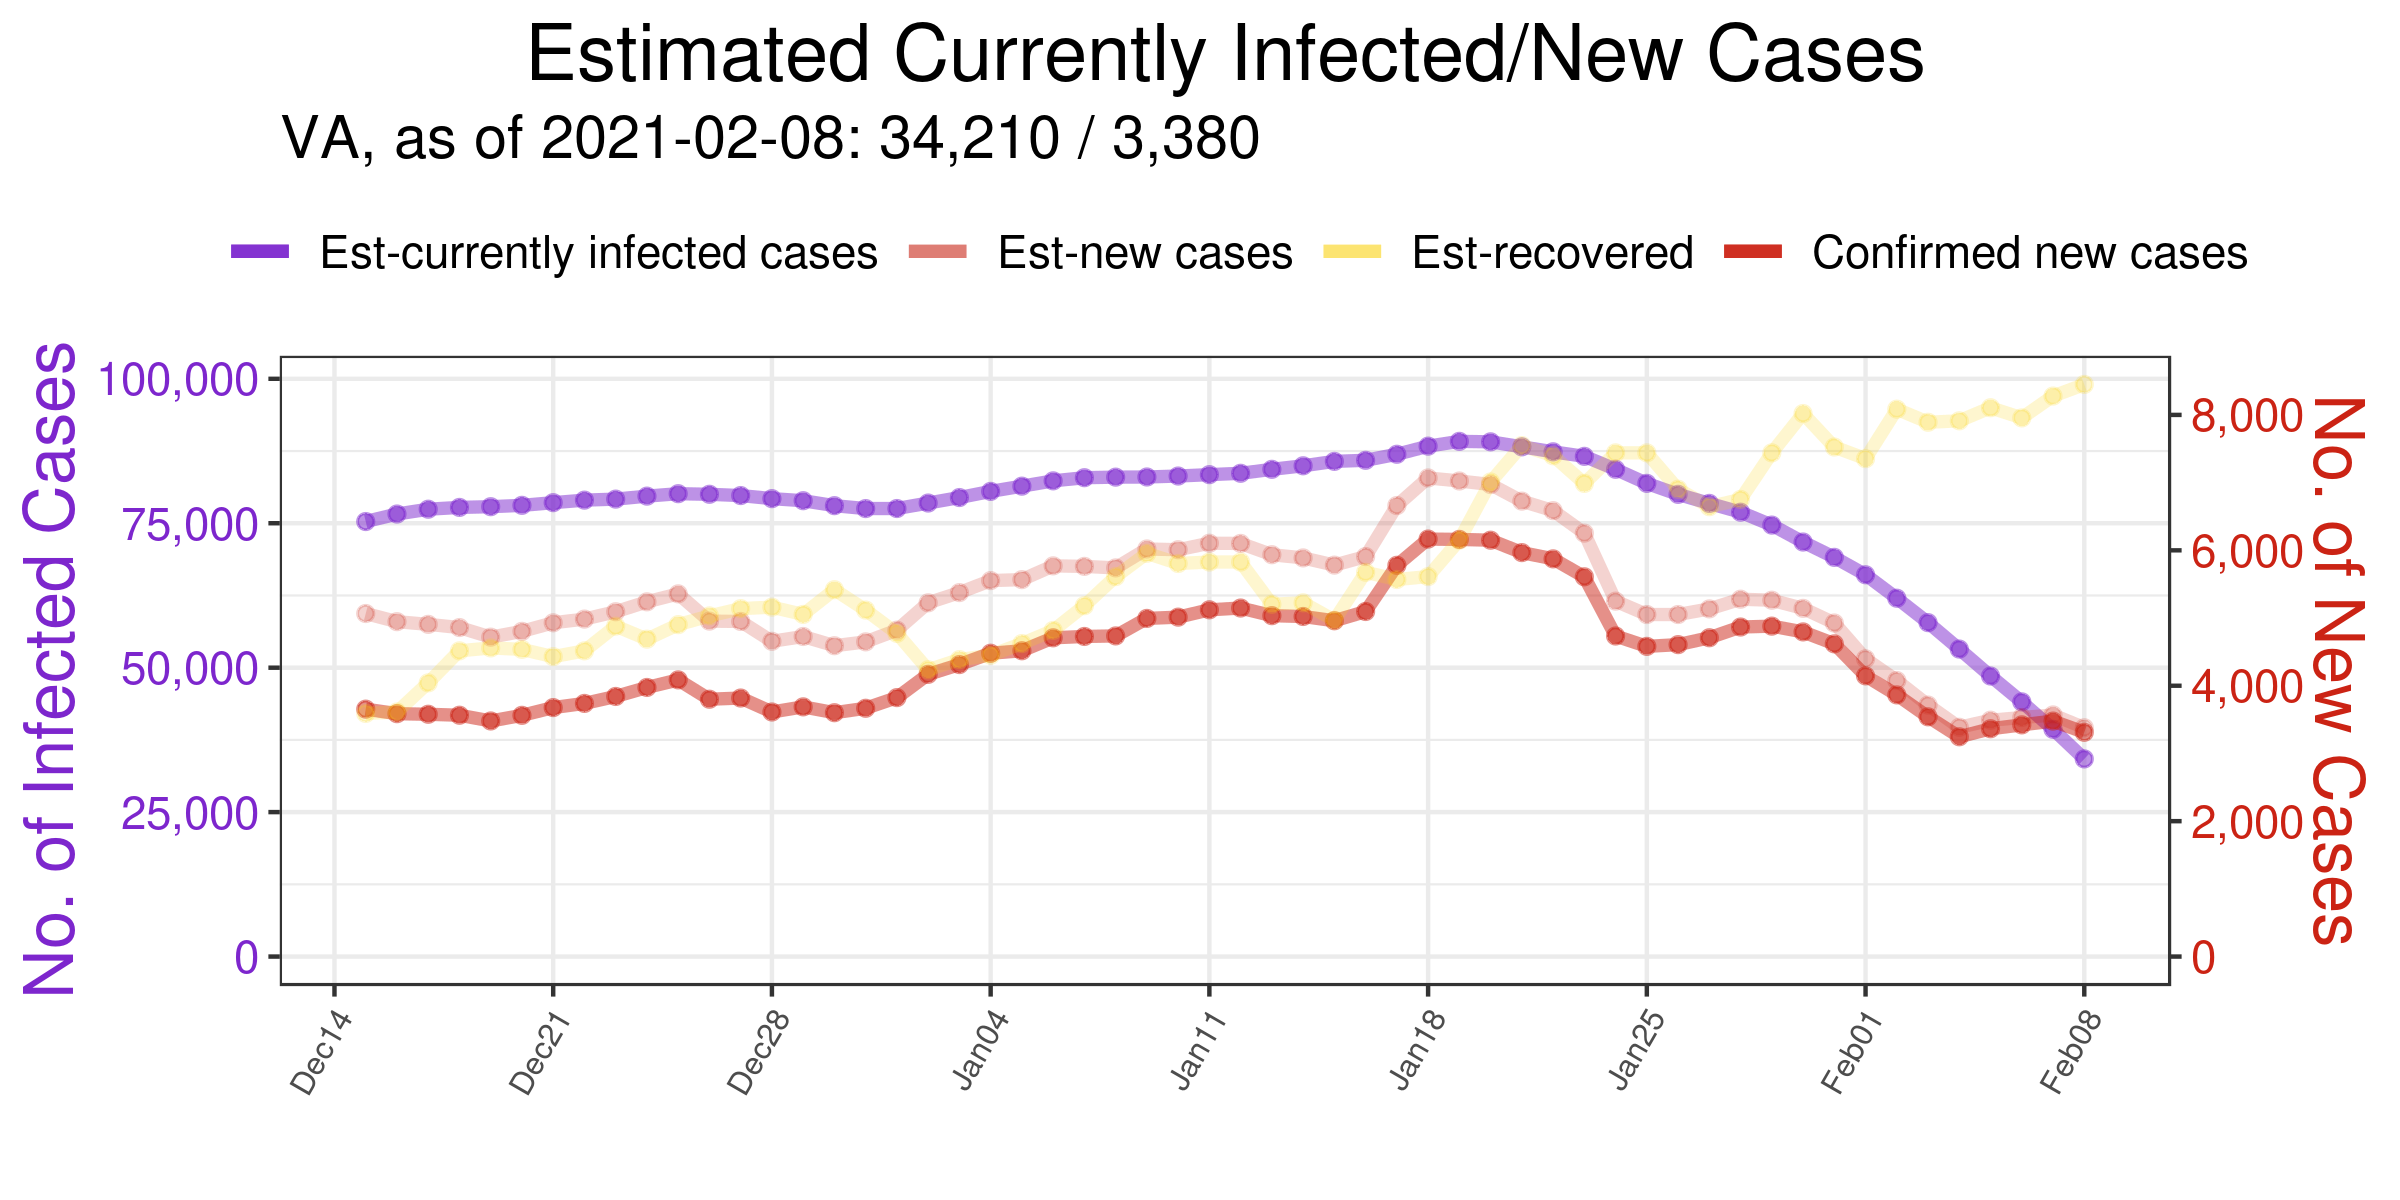 Estimated Currently Infected/New Cases
VA, as of 2021-02-08: 34,210 / 3,380
Est-currently infected cases Est-new cases Est-recovered Confirmed new cases
No. of Infected Cases
100,000
75,000
50,000
25,000
0
8,000
6,000
4,000
2,000
0
No. of New Cases
Dec14 Dec21 Dec28 Jan04 Jan11 Jan18 Jan25 Feb01 Feb08